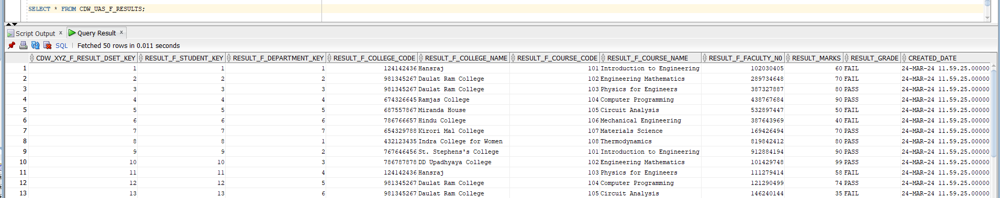 SELECT * FROM CDW_UAS_F_RESULTS;
Script Output x Query Result x
SQL | Fetched 50 rows in 0.011 seconds
CDW_XYZ_F_RESULT_DSET_KEY RESULT_F_STUDENT_KEY RESULT_F_DEPARTMENT_KEY RESULT_F_COLLEGE_CODE RESULT_F_COLLEGE_NAME RESULT_F_COURSE_CODE RESULT_F_COURSE_NAME RESULT_F_FACULTY_N0 RESULT_MARKS RESULT_GRADE CREATED_DATE
1 1 1 1 124142436 Hansraj 101 Introduction to Engineering 102030405 60 FAIL 24-MAR-24 11.59.25.00000
2 2 2 2 981345267 Daulat Ram College 102 Engineering Mathematics 289734648 70 FAIL 24-MAR-24 11.59.25.00000
3 3 3 3 981345267 Daulat Ram College 103 Physics for Engineers 387327887 80 PASS 24-MAR-24 11.59.25.00000
4 4 4 4 674326645 Ramjas College 104 Computer Programming 438767684 90 PASS 24-MAR-24 11.59.25.00000
5 5 5 5 687557867 Miranda House 105 Circuit Analysis 532897447 50 FAIL 24-MAR-24 11.59.25.00000
6 6 6 6 786766657 Hindu College 106 Mechanical Engineering 387643969 40 FAIL 24-MAR-24 11.59.25.00000
7 7 7 7 654329788 Kirori Mal College 107 Materials Science 169426494 70 PASS 24-MAR-24 11.59.25.00000
8 8 8 1 432123435 Indra College for Women 108 Thermodynamics 819842412 80 PASS 24-MAR-24 11.59.25.00000
9 9 9 2 767646456 St. Stephens's College 101 Introduction to Engineering 912884194 90 PASS 24-MAR-24 11.59.25.00000
10 10 10 3 786787878 DD Upadhyaya College 102 Engineering Mathematics 101429748 99 PASS 24-MAR-24 11.59.25.00000
11 11 11 4 124142436 Hansraj 103 Physics for Engineers 111279414 58 FAIL 24-MAR-24 11.59.25.00000
12 12 12 5 981345267 Daulat Ram College 104 Computer Programming 121290499 74 PASS 24-MAR-24 11.59.25.00000
13 13 13 6 981345267 Daulat Ram College 105 Circuit Analysis 146240144 35 FAIL 24-MAR-24 11.59.25.00000